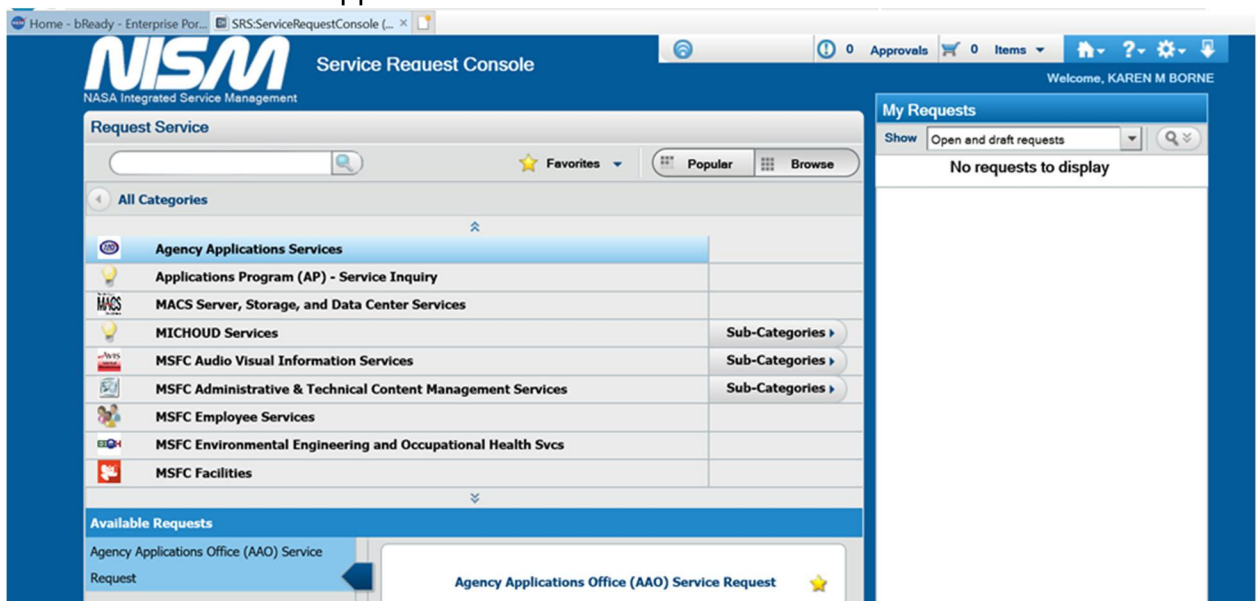 Home - bReady - Enterprise Por... SRS:ServiceRequestConsole (... ×
NISM
NASA Integrated Service Management
Service Request Console
0 Approvals 0 Items
?
Welcome, KAREN M BORNE
Request Service
Favorites
Popular
Browse
All Categories
Agency Applications Services
Applications Program (AP) - Service Inquiry
MACS
MACS Server, Storage, and Data Center Services
MICHOUD Services Sub-Categories
AVIS
MSFC Audio Visual Information Services Sub-Categories
MSFC Administrative & Technical Content Management Services Sub-Categories
MSFC Employee Services
MSFC Environmental Engineering and Occupational Health Svcs
MSFC Facilities
Available Requests
Agency Applications Office (AAO) Service
Request
Agency Applications Office (AAO) Service Request
My Requests
Show Open and draft requests
No requests to display